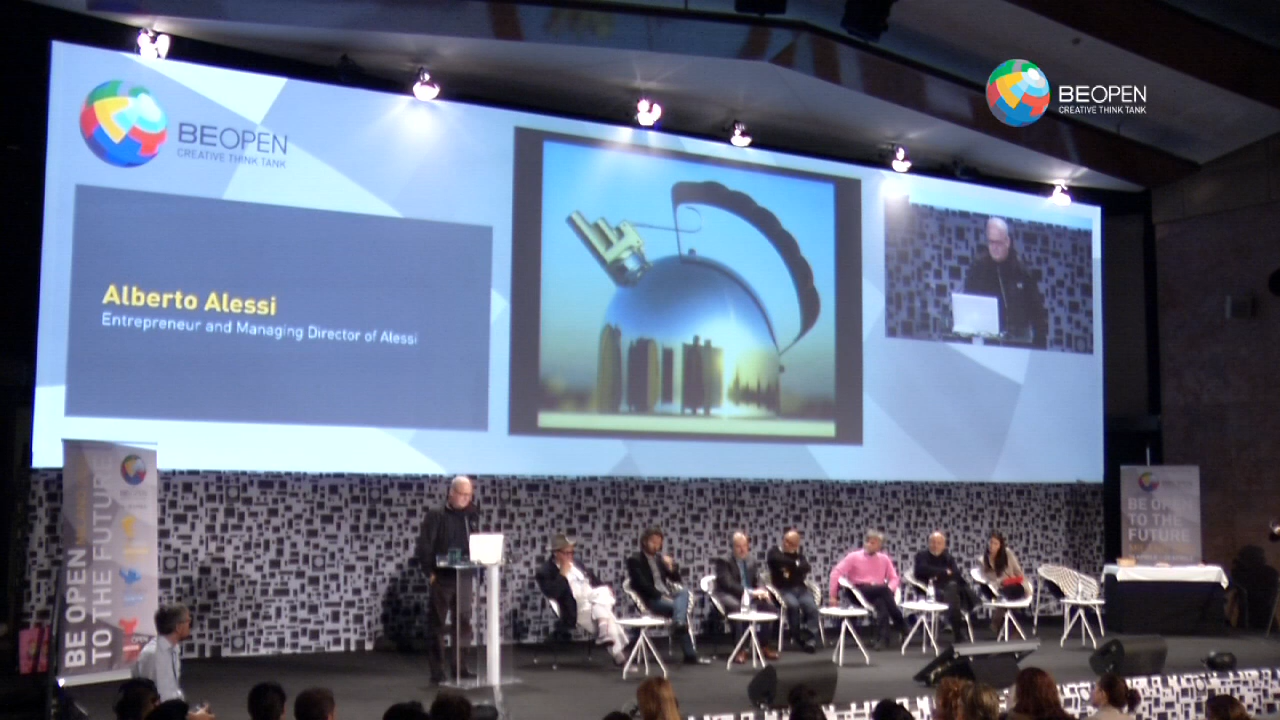 BEOPEN
CREATIVE THINK TANK
BEOPEN
CREATIVE THINK TANK
Alberto Alessi
Entrepreneur and Managing Director of Alessi
BE OPEN
TO THE FUTURE
BE OPEN
TO THE
FUTURE